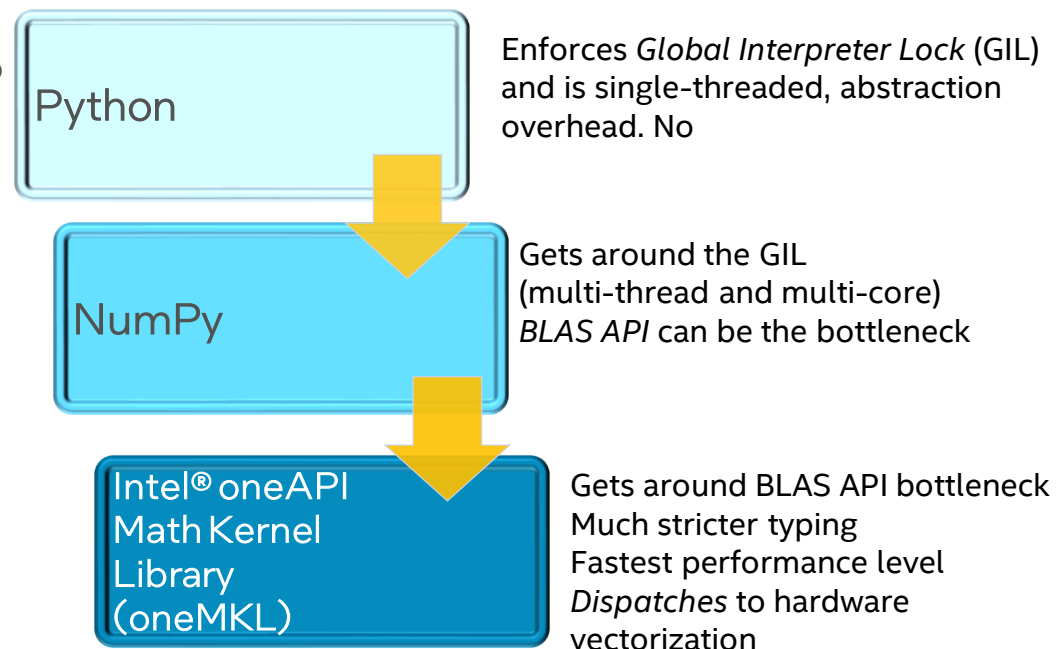 Python
Enforces Global Interpreter Lock (GIL)
and is single-threaded, abstraction
overhead. No
NumPy
Gets around the GIL
(multi-thread and multi-core)
BLAS API can be the bottleneck
Intel® oneAPI
Math Kernel
Library
(oneMKL)
Gets around BLAS API bottleneck
Much stricter typing
Fastest performance level
Dispatches to hardware
vectorization